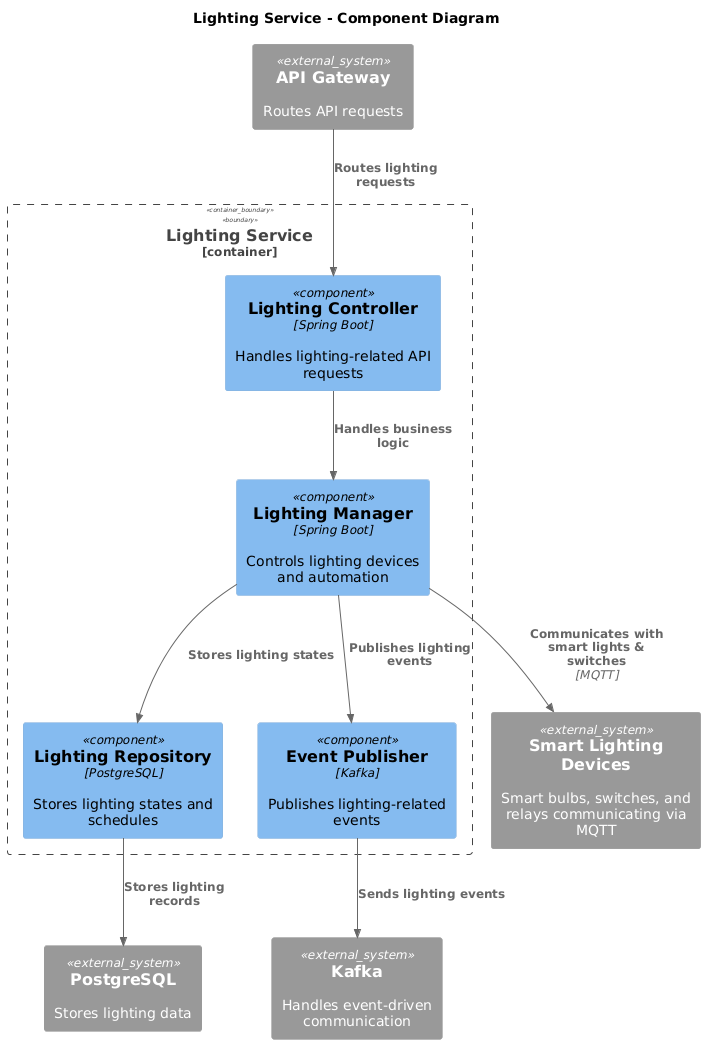 Lighting Service - Component Diagram
«external_system»
API Gateway
Routes API requests
Routes lighting
requests
«container_boundary»
«boundary»
Lighting Service
[container]
«component»
Lighting Controller
[Spring Boot]
Handles lighting-related API
requests
Handles business
logic
«component»
Lighting Manager
[Spring Boot]
Controls lighting devices
and automation
Stores lighting states
Publishes lighting
events
Communicates with
smart lights &
switches
[MQTT]
«component»
Lighting Repository
[PostgreSQL]
Stores lighting states and
schedules
«component»
Event Publisher
[Kafka]
Publishes lighting-related
events
«external_system»
Smart Lighting
Devices
Smart bulbs, switches, and
relays communicating via
MQTT
Stores lighting
records
Sends lighting events
«external_system»
PostgreSQL
Stores lighting data
«external_system»
Kafka
Handles event-driven
communication